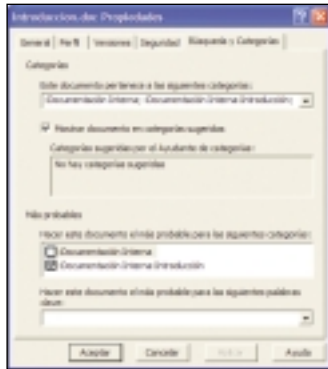 Introduccion.doc Propiedades
General Perfil Versiones Seguridad Búsqueda y Categorías
Categorías
Este documento pertenece a las siguientes categorías:
:Documentación Interna; :Documentación Interna:Introducción;
Mostrar documento en categorías sugeridas
Categorías sugeridas por el Ayudante de categorías:
No hay categorías sugeridas
Más probables
Hacer este documento el más probable para las siguientes categorías:
:Documentación Interna
:Documentación Interna:Introducción
Hacer este documento el más probable para las siguientes palabras
clave:
Aceptar Cancelar Aplicar Ayuda